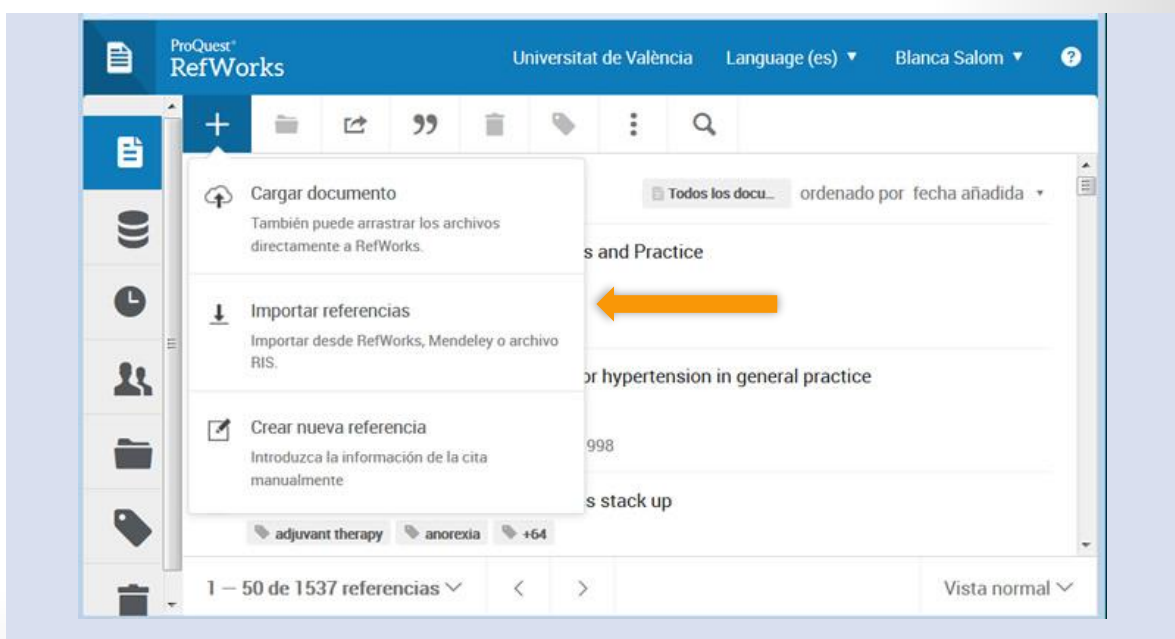 ProQuest®
RefWorks
Universitat de València Language (es) ▼ Blanca Salom ▼ ?
Todos los docu... ordenado por fecha añadida
Cargar documento
También puede arrastrar los archivos
directamente a RefWorks.
s and Practice
Importar referencias
Importar desde RefWorks, Mendeley o archivo
RIS.
or hypertension in general practice
Crear nueva referencia
Introduzca la información de la cita
manualmente
998
s stack up
adjuvant therapy anorexia +64
1 – 50 de 1537 referencias
Vista normal